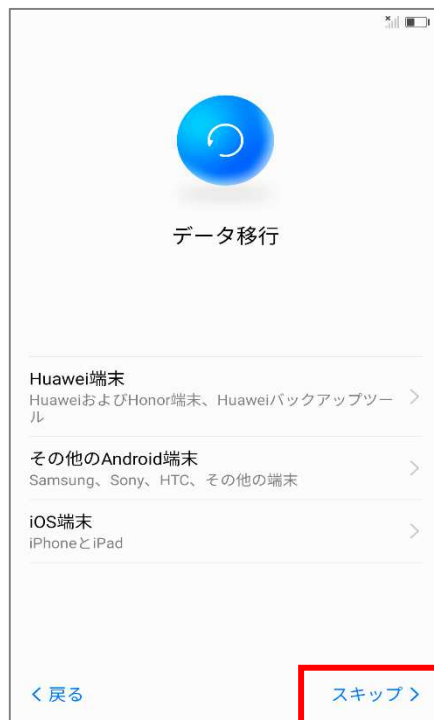 データ移行
Huawei端末
HuaweiおよびHonor端末、Huaweiバックアップツー
ル
その他のAndroid端末
Samsung、Sony、HTC、その他の端末
iOS端末
iPhoneとiPad
戻る
スキップ